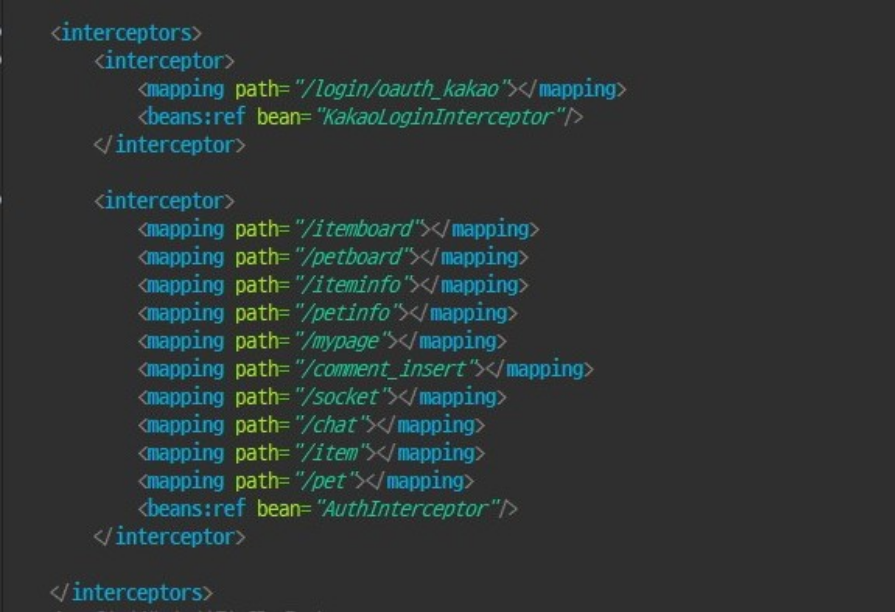 <interceptors>
<interceptor>
<mapping path="/login/oauth_kakao"></mapping>
<beans:ref bean="KakaoLoginInterceptor"/>
</interceptor>
<interceptor>
<mapping path="/itemboard"></mapping>
<mapping path="/petboard"></mapping>
<mapping path="/iteminfo"></mapping>
<mapping path="/petinfo"></mapping>
<mapping path="/mypage"></mapping>
<mapping path="/comment_insert"></mapping>
<mapping path="/socket"></mapping>
<mapping path="/chat"></mapping>
<mapping path="/item"></mapping>
<mapping path="/pet"></mapping>
<beans:ref bean="AuthInterceptor"/>
</interceptor>
</interceptors>